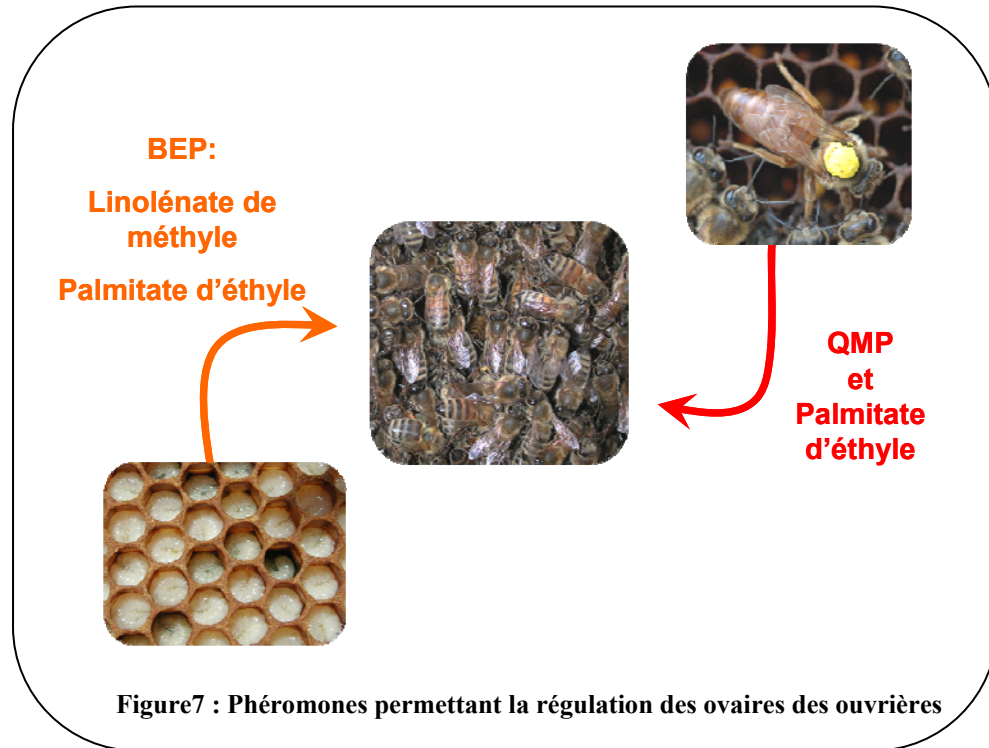 BEP:
Linolénate de
méthyle
Palmitate d'éthyle
QMP
et
Palmitate
d'éthyle
Figure7 : Phéromones permettant la régulation des ovaires des ouvrières